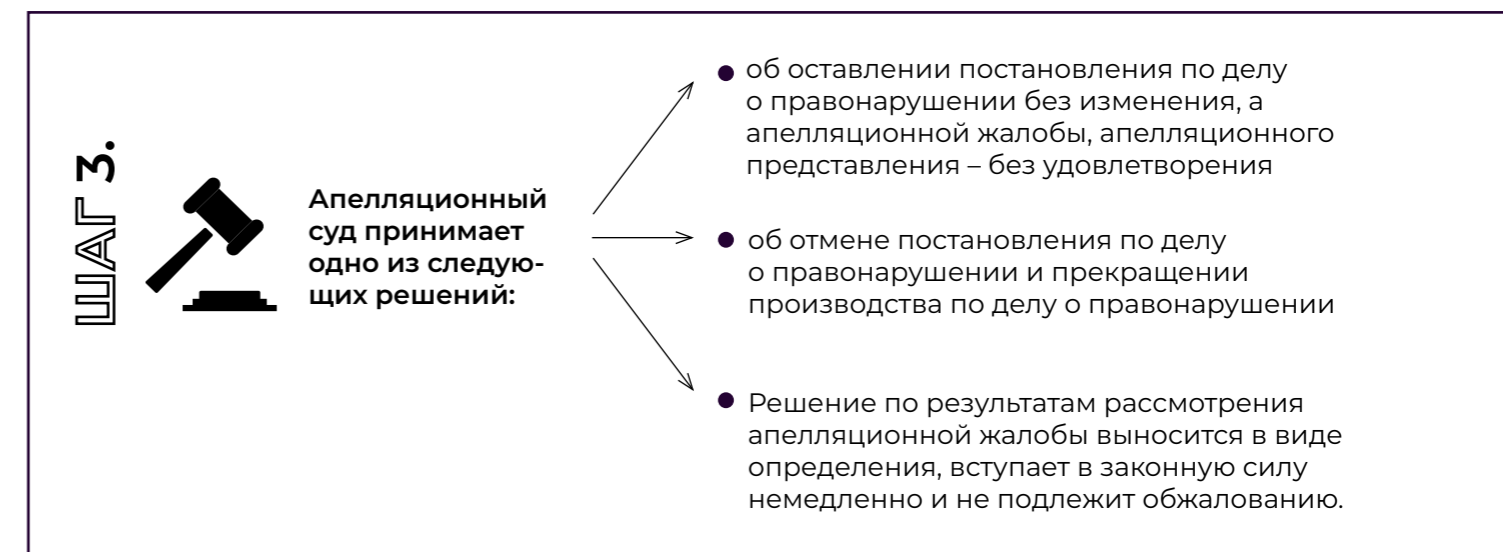 ШАГ 3.
Апелляционный
суд принимает
одно из следую-
щих решений:
об оставлении постановления по делу
о правонарушении без изменения, а
апелляционной жалобы, апелляционного
представления – без удовлетворения
об отмене постановления по делу
о правонарушении и прекращении
производства по делу о правонарушении
Решение по результатам рассмотрения
апелляционной жалобы выносится в виде
определения, вступает в законную силу
немедленно и не подлежит обжалованию.